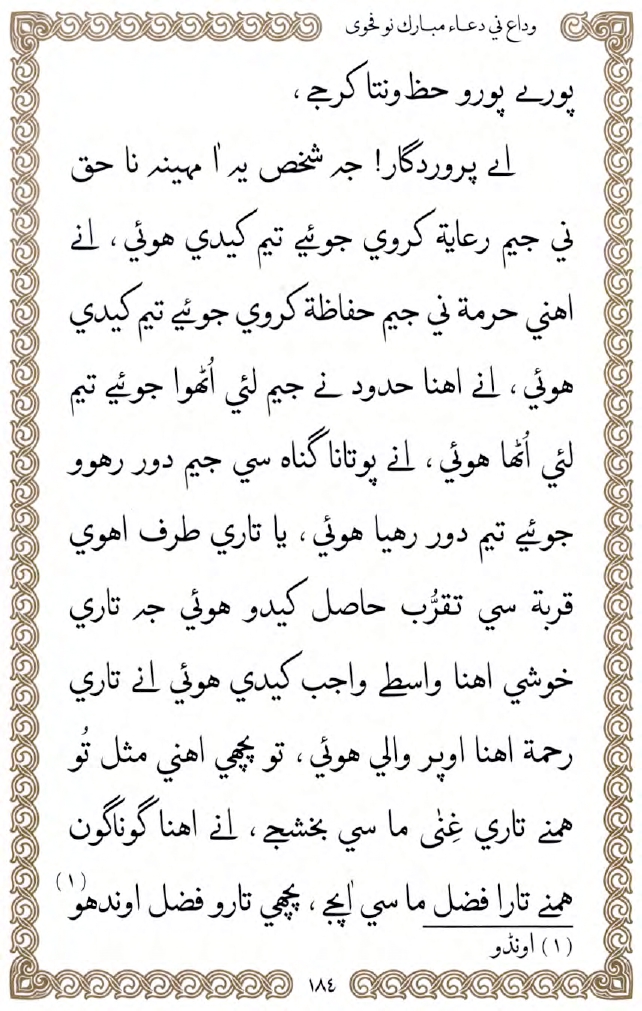 وداع ني دعاء مبارك نو فحوى
پورے پورو حظ ونتا كرجے ،
اے پروردگار! جہ شخص يہ اٰ مہينہ نا حق
ني جيم رعاية كروي جوئيے تيم كيدي هوئي ، انے
اهني حرمة ني جيم حفاظة كروي جوئيے تيم كيدي
هوئي ، انے اهنا حدود نے جيم لئي اُٹھوا جوئيے تيم
لئي اُٹھا هوئي ، انے پوتانا گناه سي جيم دور رهوو
جوئيے تيم دور رهيا هوئي ، يا تاري طرف اهوي
قربة سي تقرُّب حاصل كيدو هوئي جہ تاري
خوشي اهنا واسطے واجب كيدي هوئي انے تاري
رحمة اهنا اوپر والي هوئي ، تو پچھي اهني مثل تُو
همنے تاري غِنٰى ما سي بخشجے ، انے اهنا گوناگون
همنے تارا فضل ما سي اٰپجے ، پچھي تارو فضل اوندهو (١)
(١) اونڈو
١٨٤